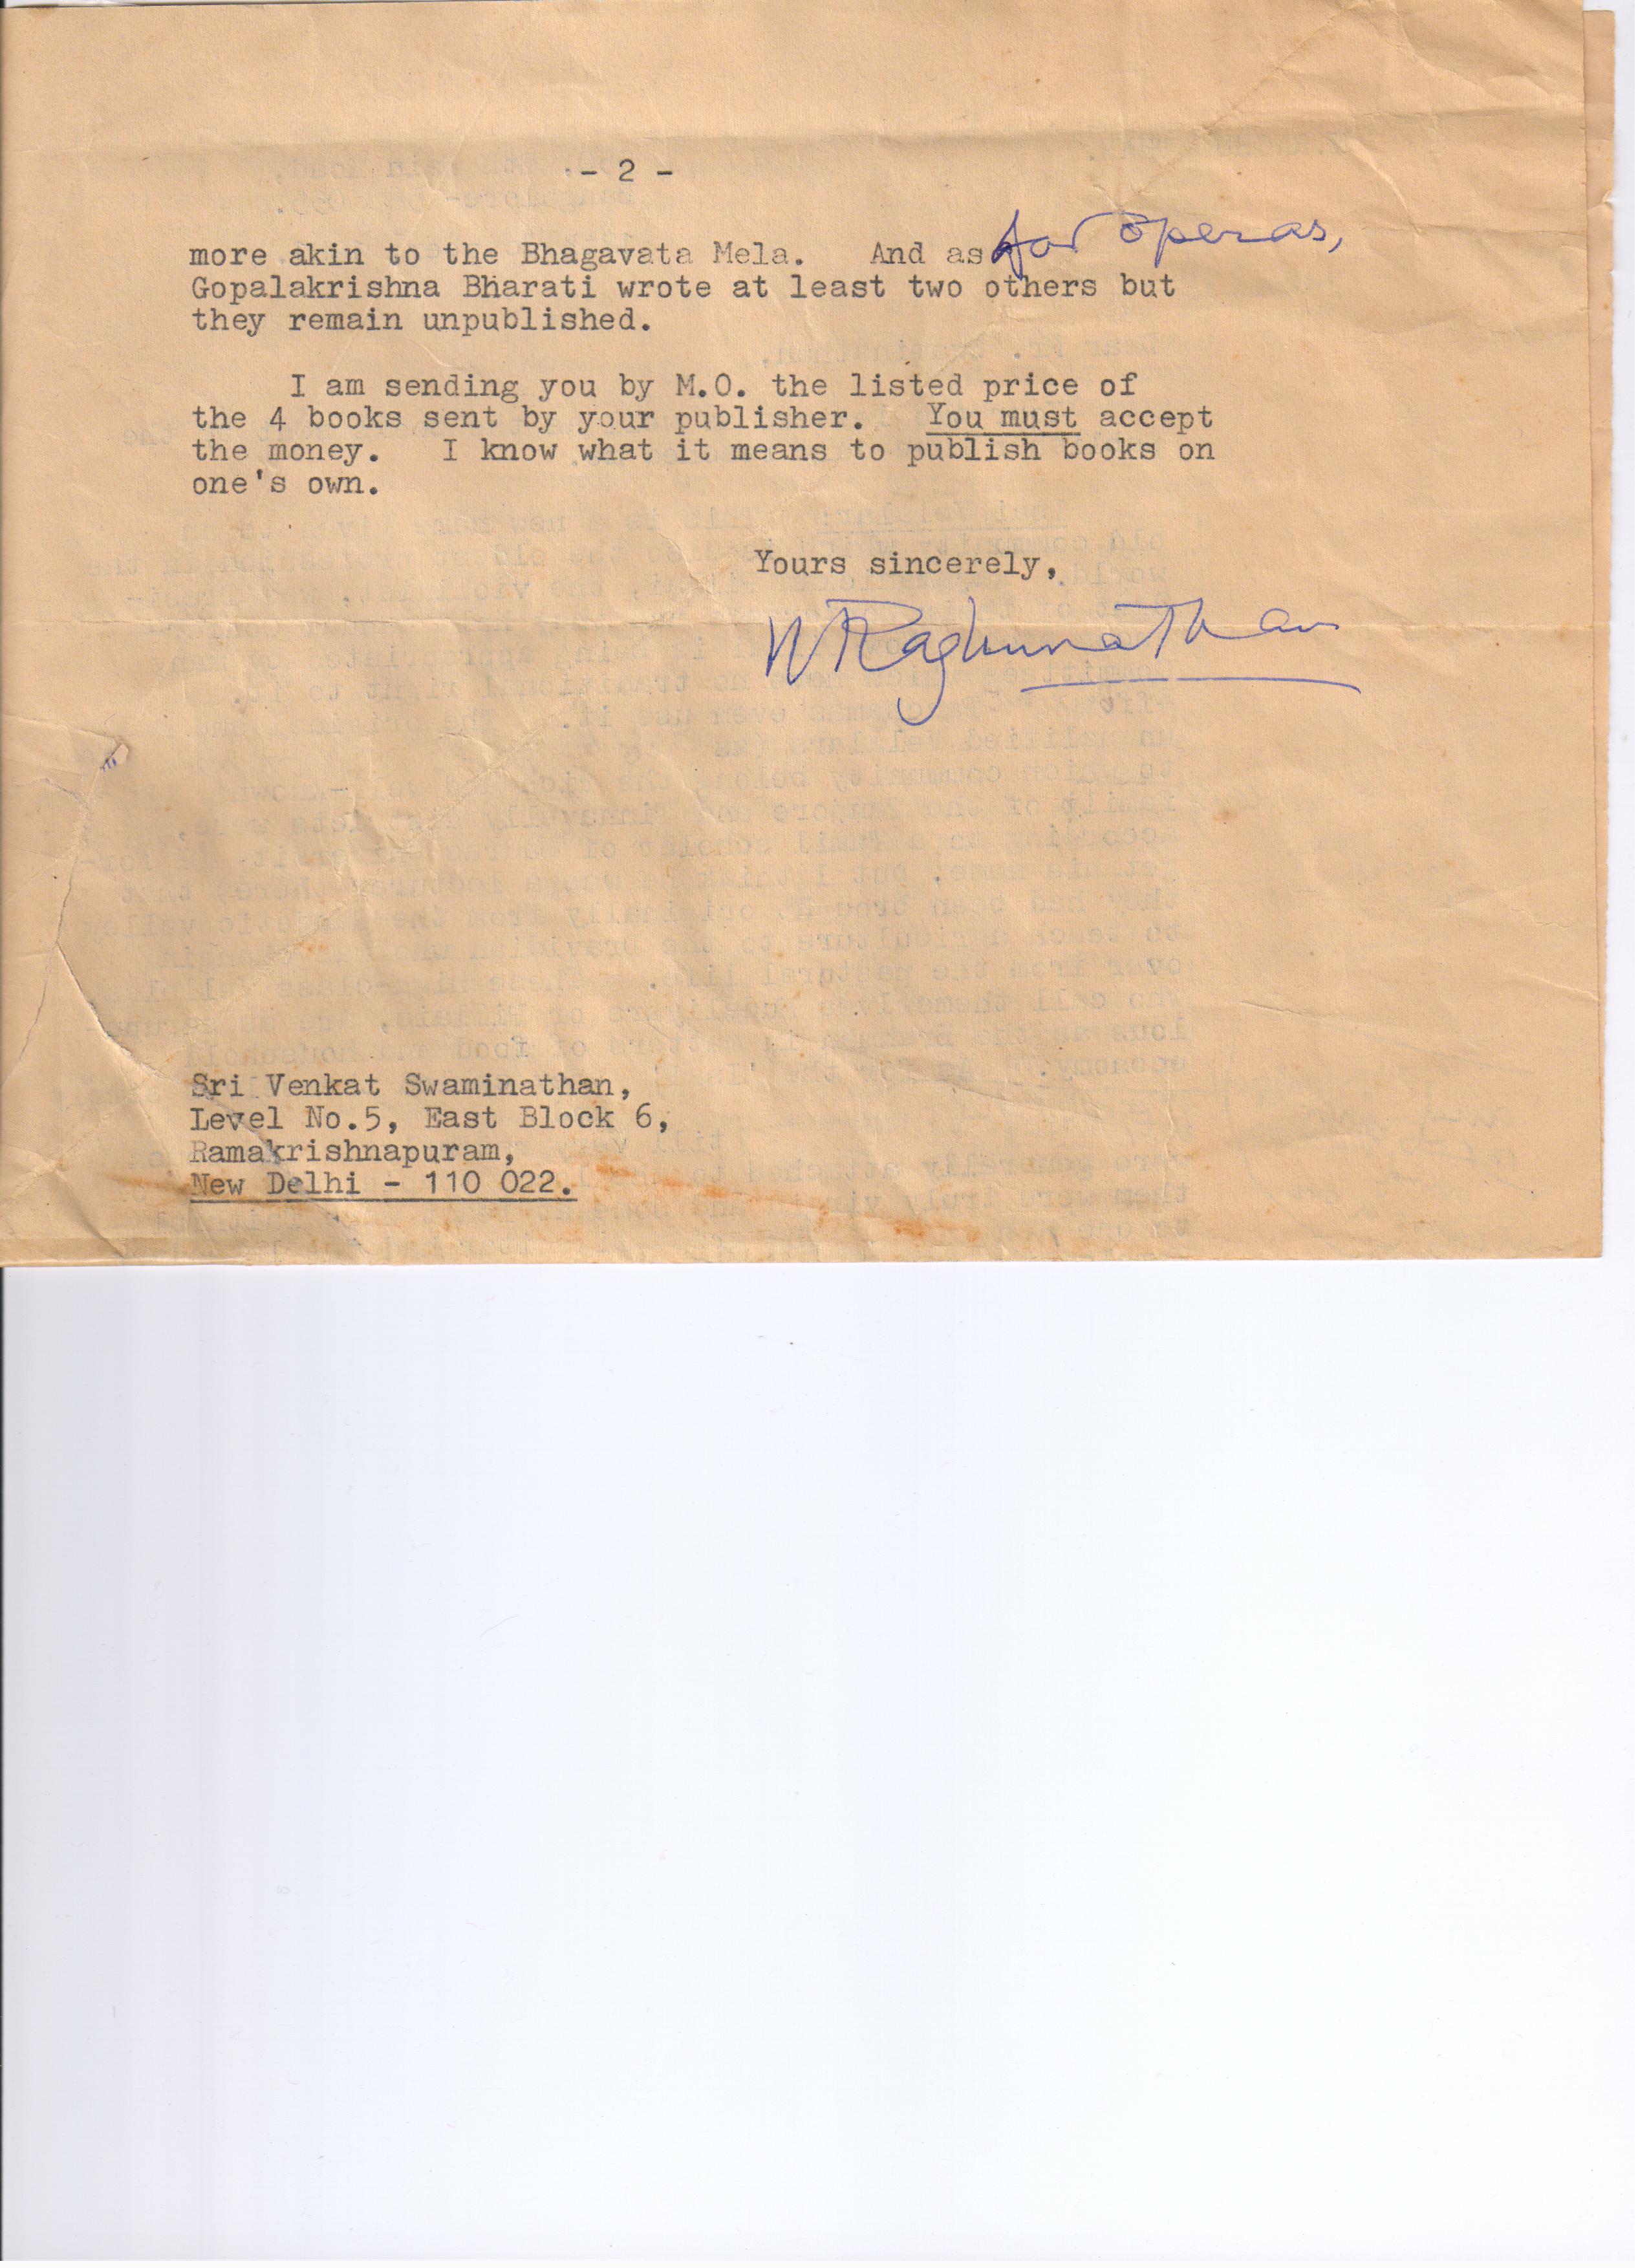 - 2 -
more akin to the Bhagavata Mela. And as for operas,
Gopalakrishna Bharati wrote at least two others but
they remain unpublished.
I am sending you by M.O. the listed price of
the 4 books sent by your publisher. You must accept
the money. I know what it means to publish books on
one's own.
Yours sincerely,
N Raghunathan
Sri Venkat Swaminathan,
Level No.5, East Block 6,
Ramakrishnapuram,
New Delhi - 110 022.